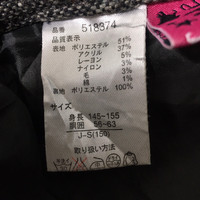 品番 518374
品質表示
表地 ポリエステル 51%
アクリル 37%
レーヨン 5%
ナイロン 3%
毛 3%
綿 1%
裏地 ポリエステル 100%
サイズ
身長 145-155
胴囲 56-63
J-S(150)
取り扱い方法